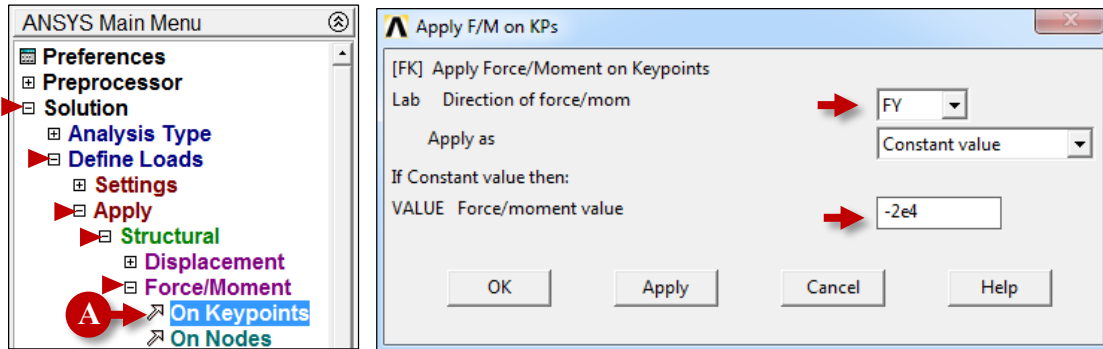 ANSYS Main Menu
Preferences
Preprocessor
Solution
Analysis Type
Define Loads
Settings
Apply
Structural
Displacement
Force/Moment
A On Keypoints
On Nodes
Apply F/M on KPs
[FK] Apply Force/Moment on Keypoints
Lab Direction of force/mom FY
Apply as Constant value
If Constant value then:
VALUE Force/moment value -2e4
OK Apply Cancel Help